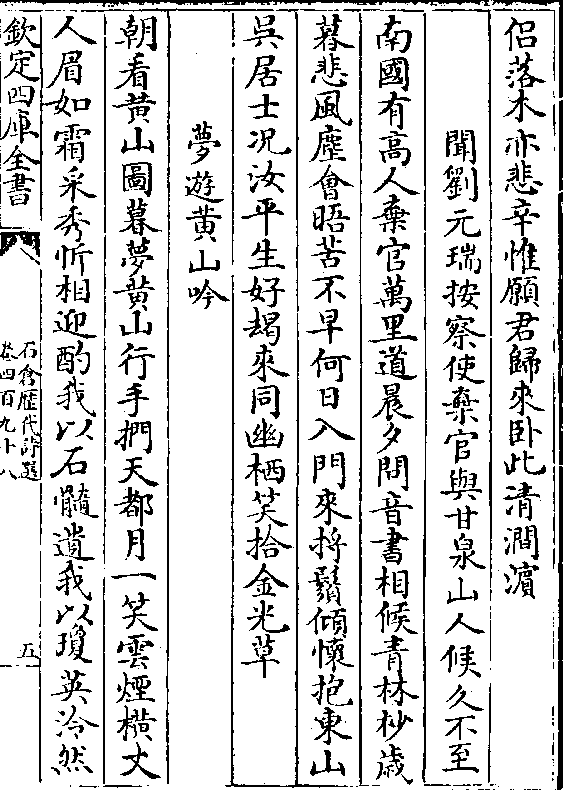 侣落木亦悲辛惟願君歸來卧此清澗濵
聞劉元瑞按察使棄官與甘泉山人候久不至
南國有高人棄官萬里道晨夕問音書相候青林杪歳
暮悲風塵會晤苦不早何日入門來捋鬚傾懷抱東山
吳居士况汝平生好朅來同幽栖笑拾金光草
夢遊黄山吟
朝看黄山圖暮夢黄山行手捫天都月一笑雲煙横丈
人眉如霜采秀忻相迎酌我以石髓遺我以瓊英泠然
欽定四庫全書
石倉歴代詩選
卷四百九十八
五